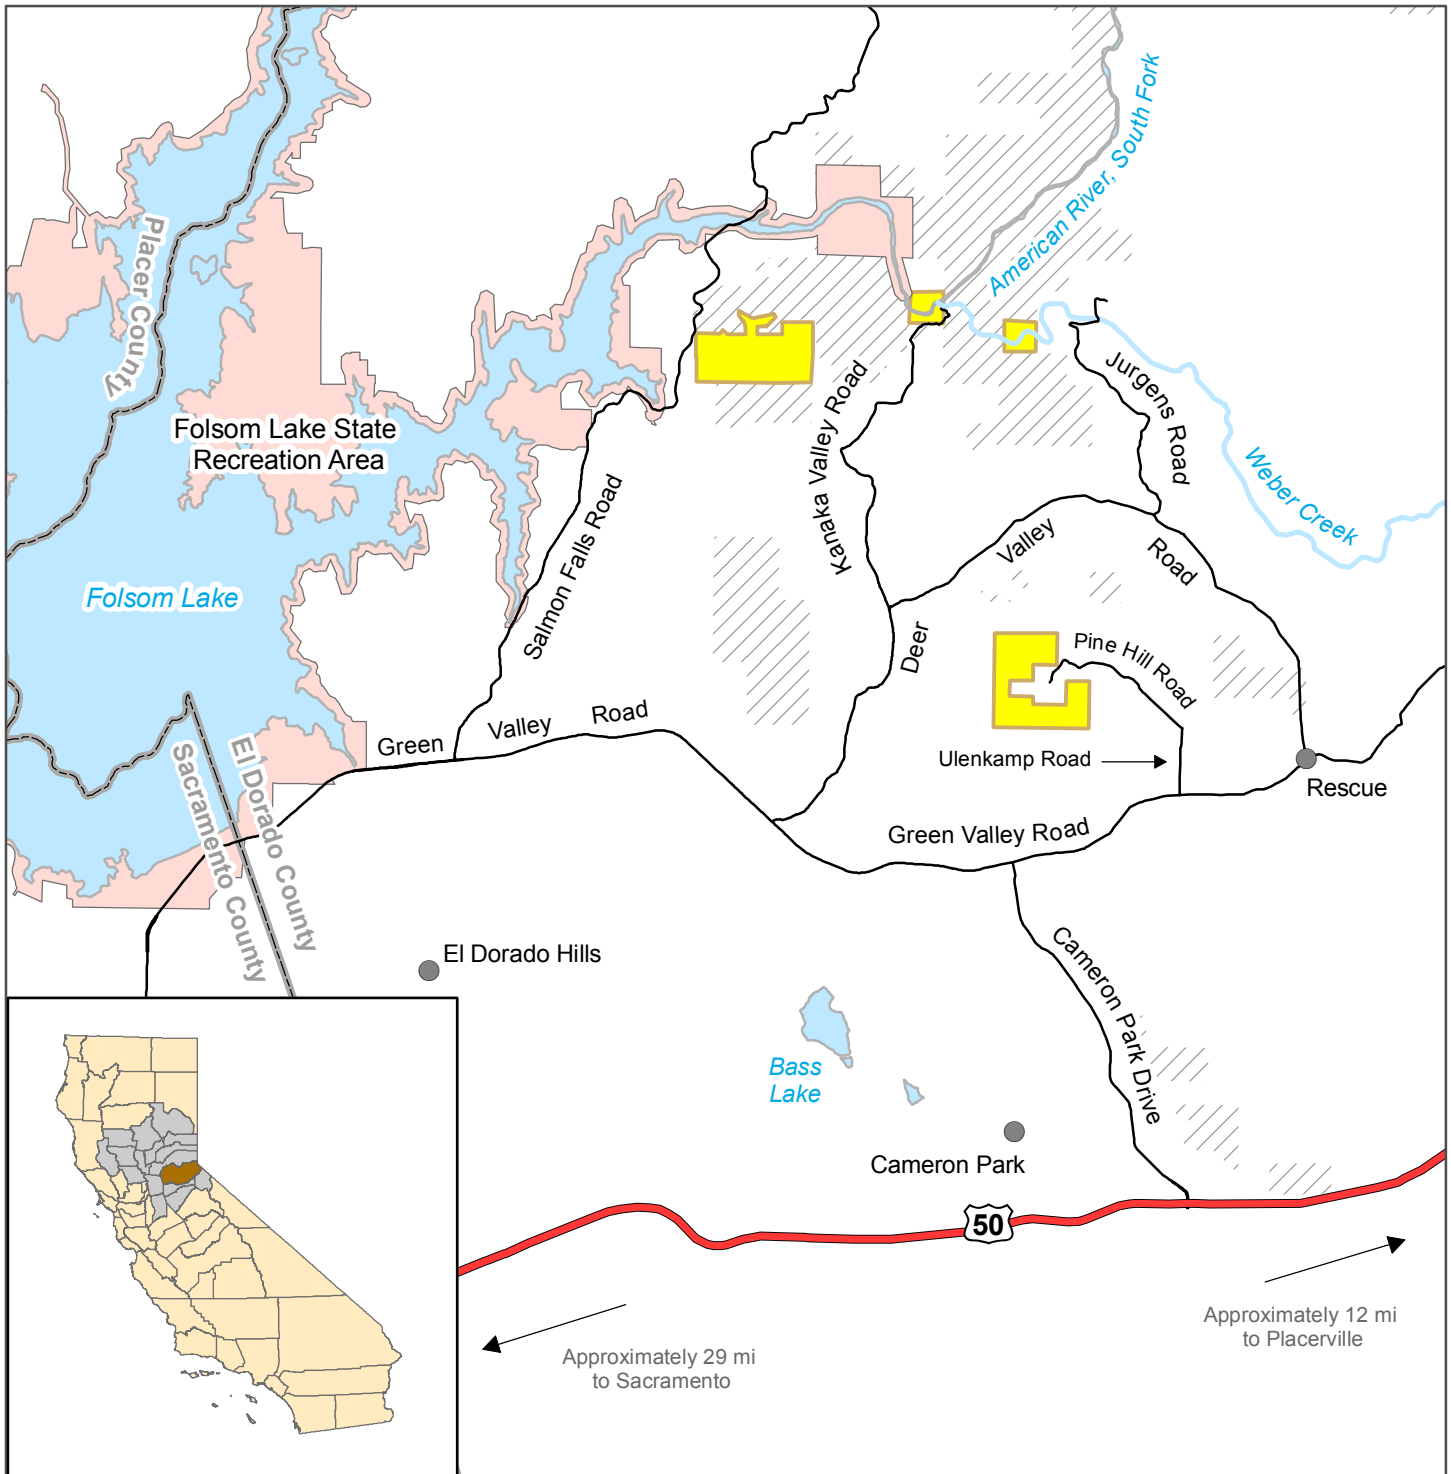 American River, South Fork
Placer County
Folsom Lake State
Recreation Area
Jurgens Road
Kanaka Valley Road
Weber Creek
Salmon Falls Road
Deer
Valley
Road
Folsom Lake
Pine Hill Road
Green
Valley
Road
Ulenkamp Road
Rescue
Green Valley Road
Sacramento County
El Dorado County
El Dorado Hills
Cameron Park Drive
Bass
Lake
Cameron Park
50
Approximately 12 mi
to Placerville
Approximately 29 mi
to Sacramento